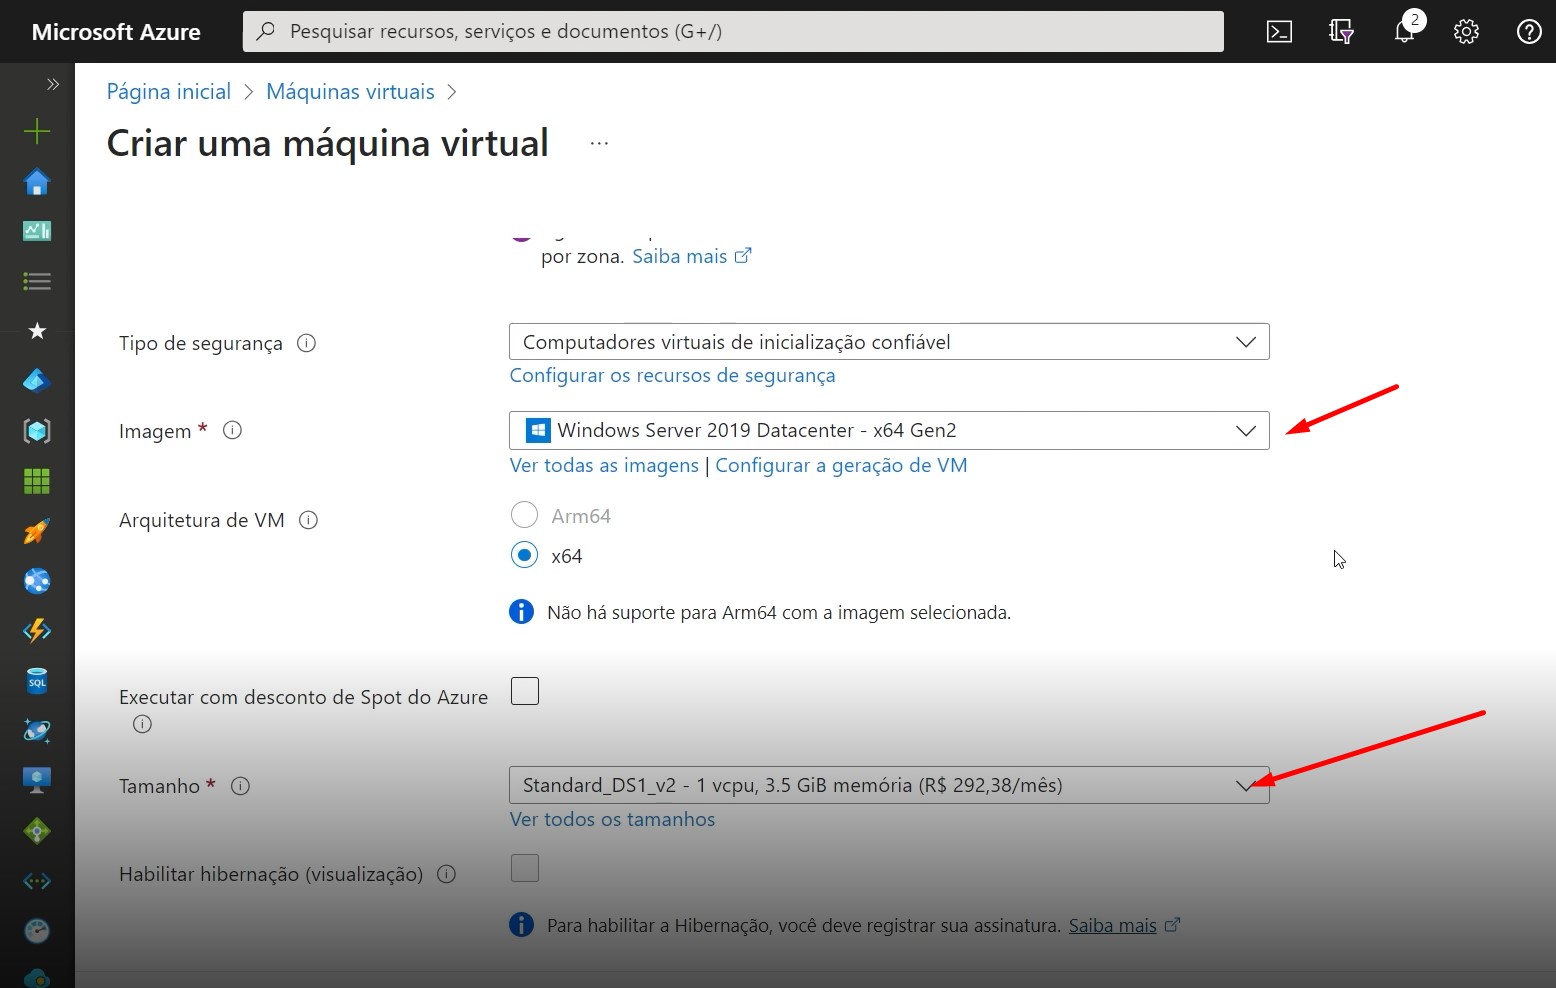 Microsoft Azure
Pesquisar recursos, serviços e documentos (G+/)
2
Página inicial > Máquinas virtuais >
Criar uma máquina virtual ...
por zona. Saiba mais
Tipo de segurança
Computadores virtuais de inicialização confiável
Configurar os recursos de segurança
Imagem *
Windows Server 2019 Datacenter - x64 Gen2
Ver todas as imagens | Configurar a geração de VM
Arquitetura de VM
Arm64
x64
Não há suporte para Arm64 com a imagem selecionada.
Executar com desconto de Spot do Azure
Tamanho *
Standard_DS1_v2 - 1 vcpu, 3.5 GiB memória (R$ 292,38/mês)
Ver todos os tamanhos
Habilitar hibernação (visualização)
Para habilitar a Hibernação, você deve registrar sua assinatura. Saiba mais
SQL